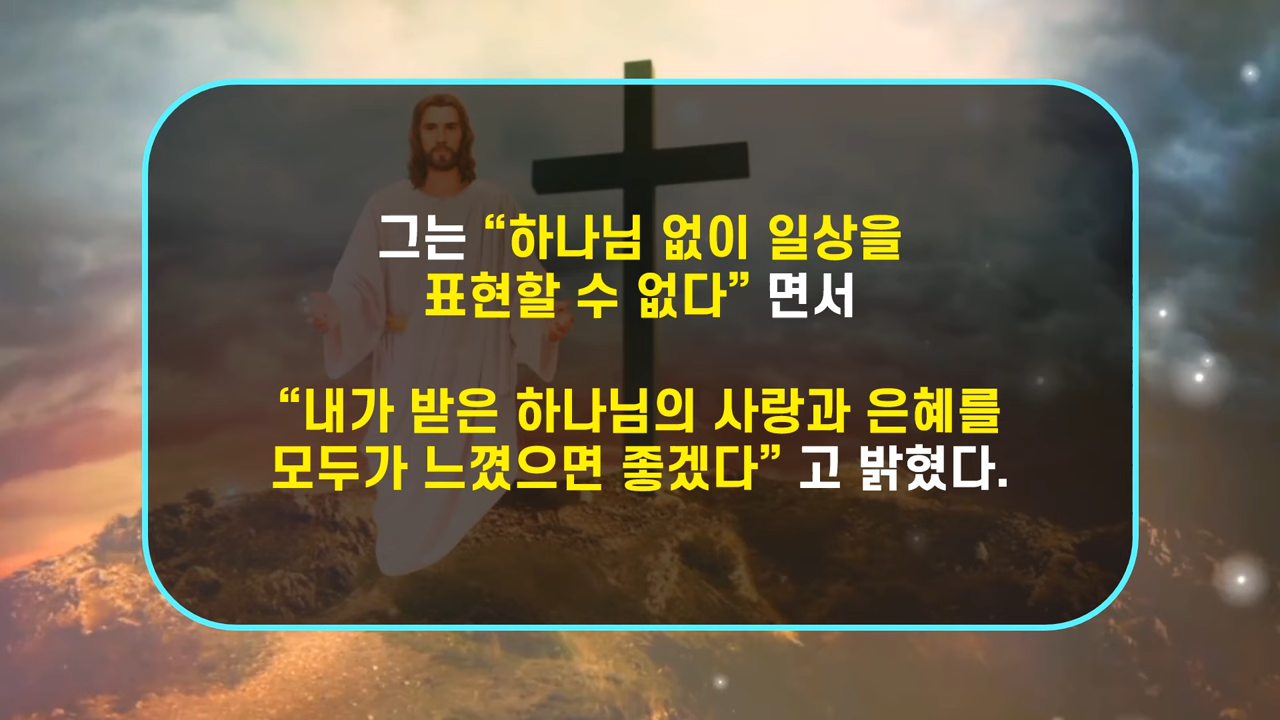 그는 “하나님 없이 일상을
표현할 수 없다” 면서
“내가 받은 하나님의 사랑과 은혜를
모두가 느꼈으면 좋겠다” 고 밝혔다.